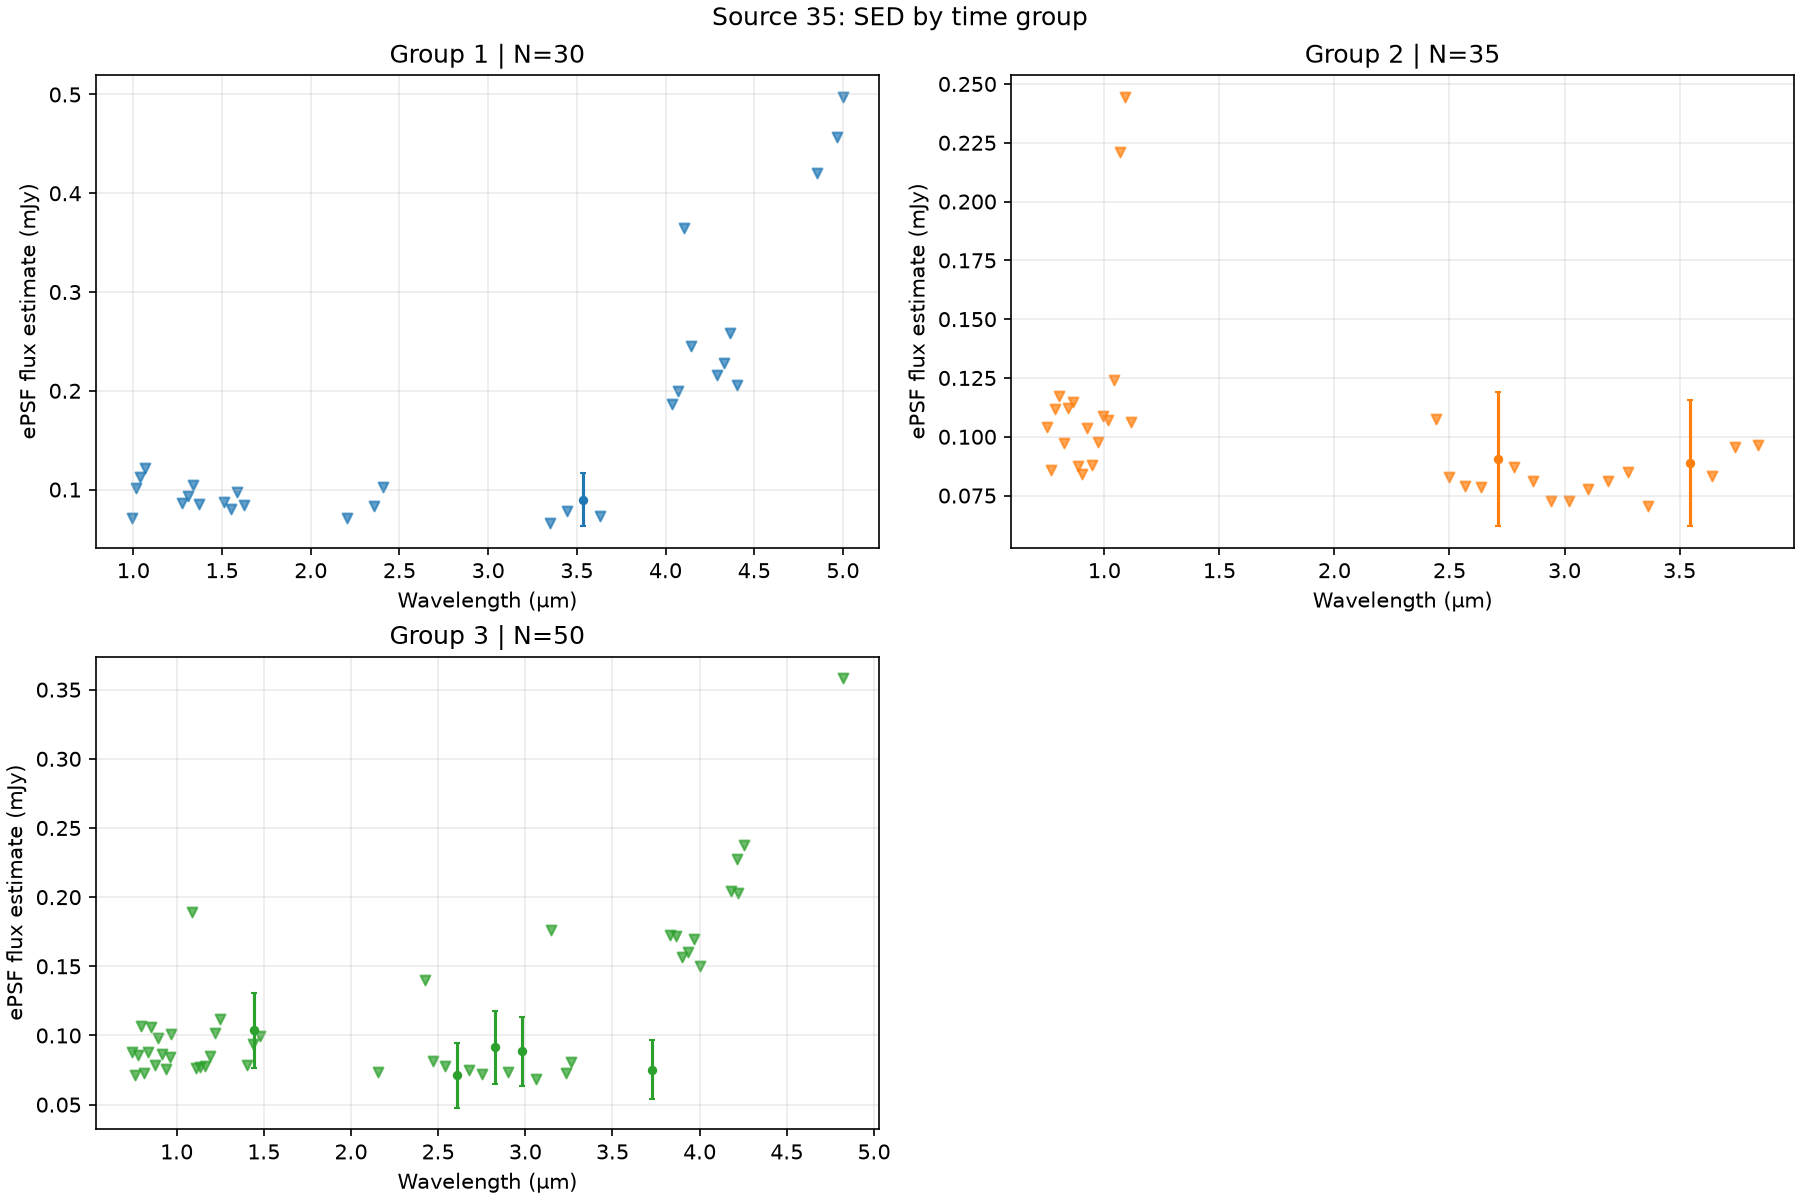 Source 35: SED by time group
Group 1 | N=30
ePSF flux estimate (mJy)
0.5
0.4
0.3
0.2
0.1
1.0 1.5 2.0 2.5 3.0 3.5 4.0 4.5 5.0
Wavelength (μm)
Group 2 | N=35
ePSF flux estimate (mJy)
0.250
0.225
0.200
0.175
0.150
0.125
0.100
0.075
1.0 1.5 2.0 2.5 3.0 3.5
Wavelength (μm)
Group 3 | N=50
ePSF flux estimate (mJy)
0.35
0.30
0.25
0.20
0.15
0.10
0.05
1.0 1.5 2.0 2.5 3.0 3.5 4.0 4.5 5.0
Wavelength (μm)